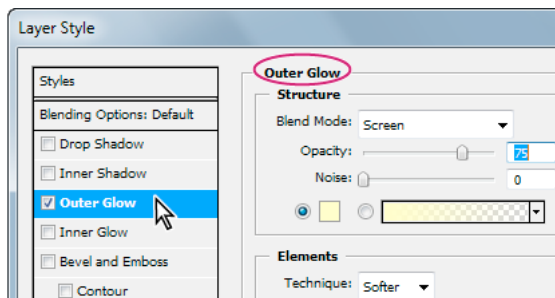 Layer Style
Styles
Blending Options: Default
Drop Shadow
Inner Shadow
Outer Glow
Inner Glow
Bevel and Emboss
Contour
Outer Glow
Structure
Blend Mode: Screen
Opacity: 75
Noise: 0
Elements
Technique: Softer